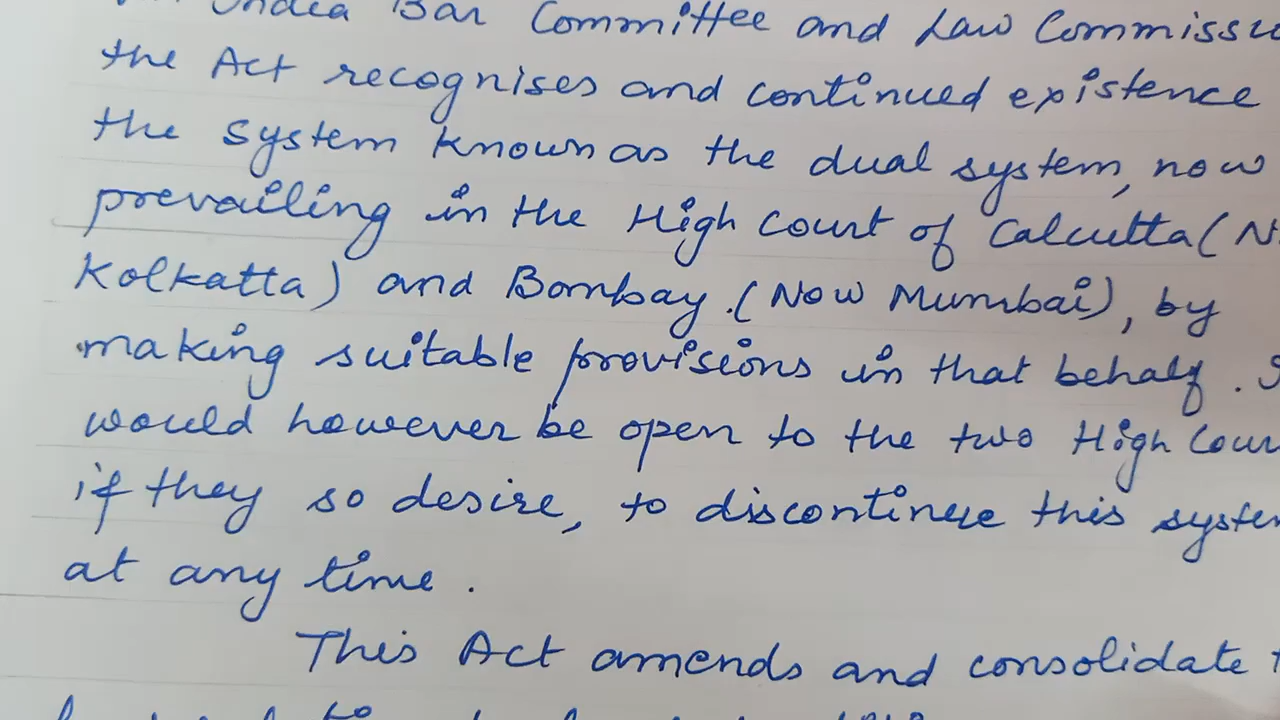 India Bar Committee and Law Commissi
the Act recognises and continued existence
the system known as the dual system, now
prevailing in the High Court of Calcutta (N
Kolkatta) and Bombay. (Now Mumbai), by
making suitable provisions in that behalf.
would however be open to the two High Cour
if they so desire, to discontinue this system
at any time.
This Act amends and consolidate